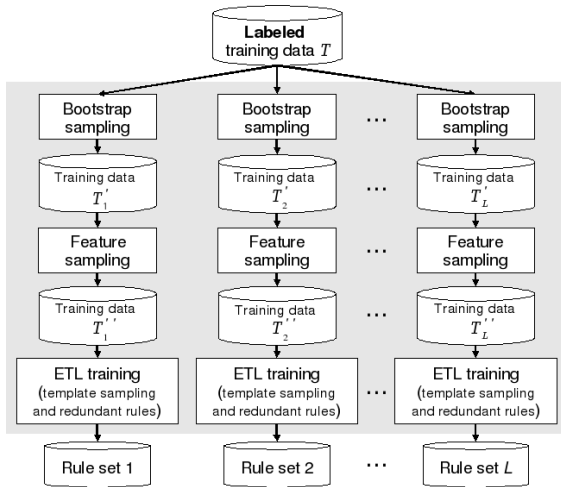 Labeled
training data T
Bootstrap sampling
Bootstrap sampling
...
Bootstrap sampling
Training data T₁'
Training data T₂'
...
Training data T_L'
Feature sampling
Feature sampling
...
Feature sampling
Training data T₁''
Training data T₂''
...
Training data T_L''
ETL training
(template sampling
and redundant rules)
ETL training
(template sampling
and redundant rules)
...
ETL training
(template sampling
and redundant rules)
Rule set 1
Rule set 2
...
Rule set L